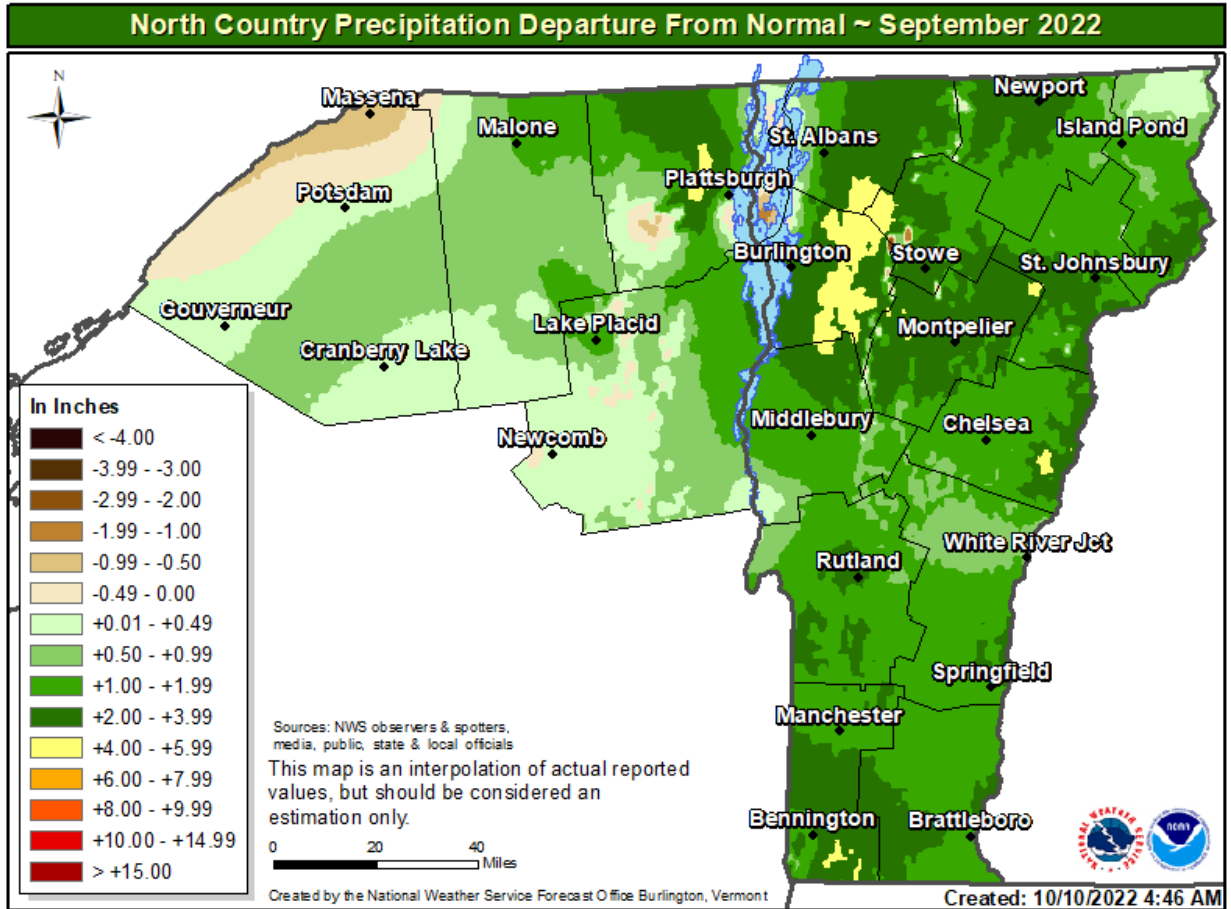 North Country Precipitation Departure From Normal ~ September 2022
N
Massena
Malone
Newport
St. Albans
Island Pond
Plattsburgh
Potsdam
Burlington
Stowe
St. Johnsbury
Gouverneur
Lake Placid
Montpelier
Cranberry Lake
Middlebury
Chelsea
Newcomb
White River Jct
Rutland
Springfield
Manchester
Bennington
Brattleboro
In Inches
< -4.00
-3.99 - -3.00
-2.99 - -2.00
-1.99 - -1.00
-0.99 - -0.50
-0.49 - 0.00
+0.01 - +0.49
+0.50 - +0.99
+1.00 - +1.99
+2.00 - +3.99
+4.00 - +5.99
+6.00 - +7.99
+8.00 - +9.99
+10.00 - +14.99
> +15.00
Sources: NWS observers & spotters,
media, public, state & local officials
This map is an interpolation of actual reported
values, but should be considered an
estimation only.
0 20 40
Miles
Created by the National Weather Service Forecast Office Burlington, Vermont
NATIONAL WEATHER SERVICE
NOAA
Created: 10/10/2022 4:46 AM